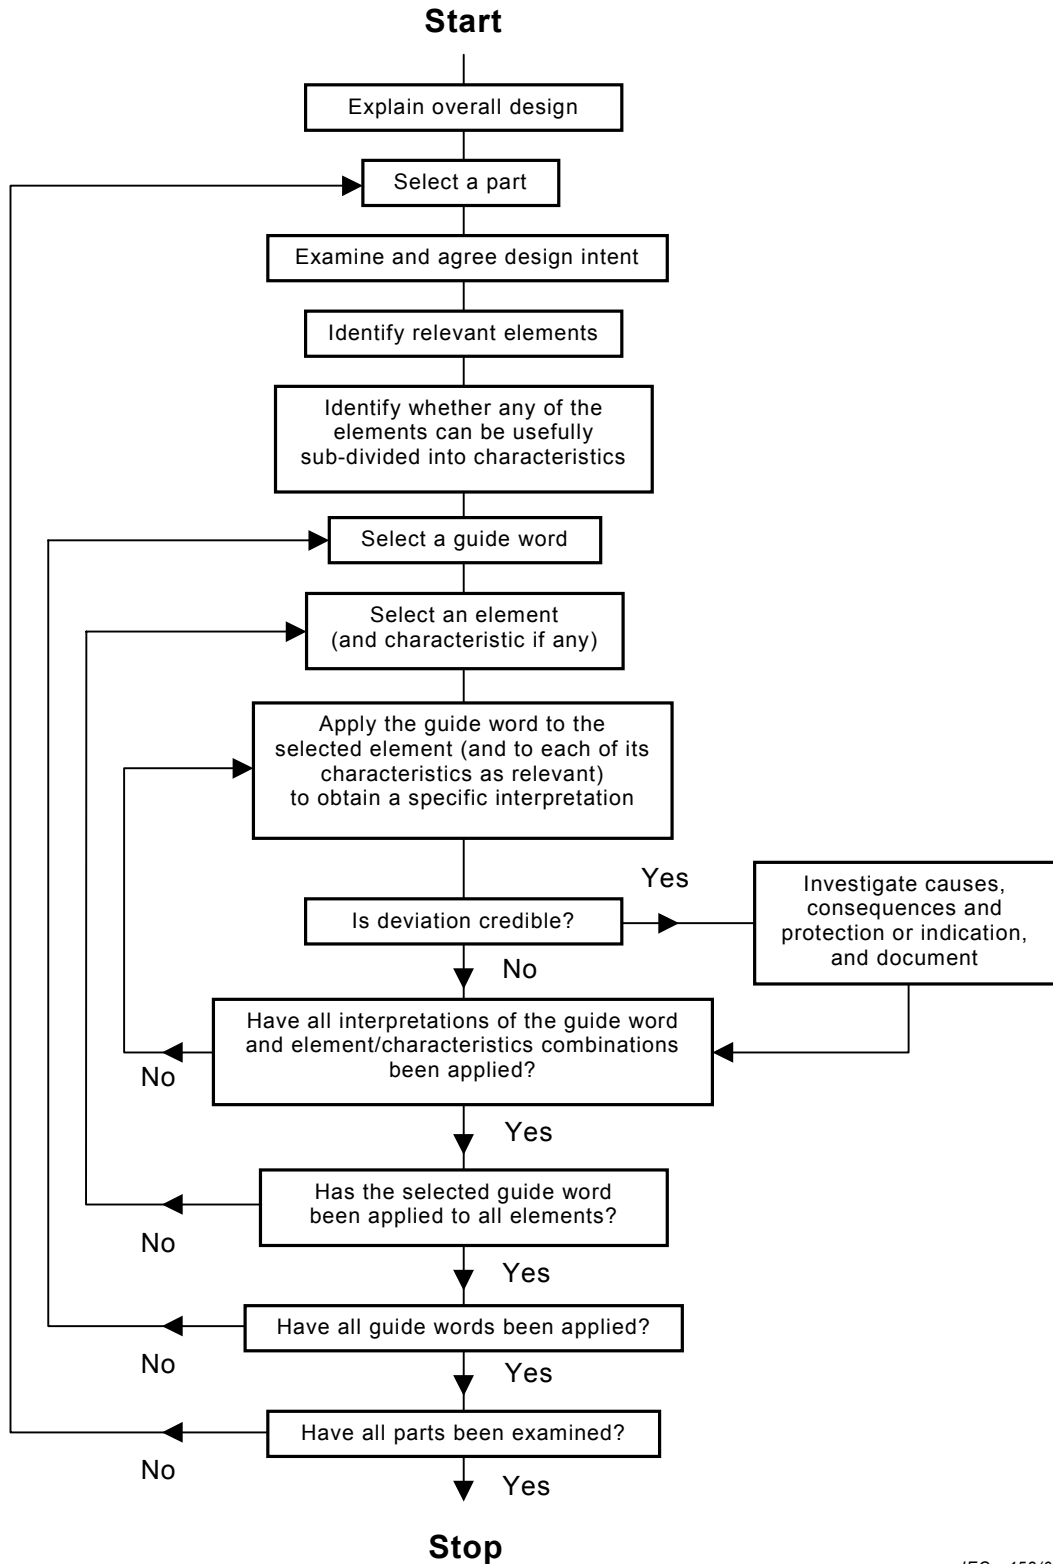 Start
Explain overall design
Select a part
Examine and agree design intent
Identify relevant elements
Identify whether any of the
elements can be usefully
sub-divided into characteristics
Select a guide word
Select an element
(and characteristic if any)
Apply the guide word to the
selected element (and to each of its
characteristics as relevant)
to obtain a specific interpretation
Is deviation credible?
Yes
Investigate causes,
consequences and
protection or indication,
and document
No
Have all interpretations of the guide word
and element/characteristics combinations
been applied?
No
Yes
Has the selected guide word
been applied to all elements?
No
Yes
Have all guide words been applied?
No
Yes
Have all parts been examined?
No
Yes
Stop